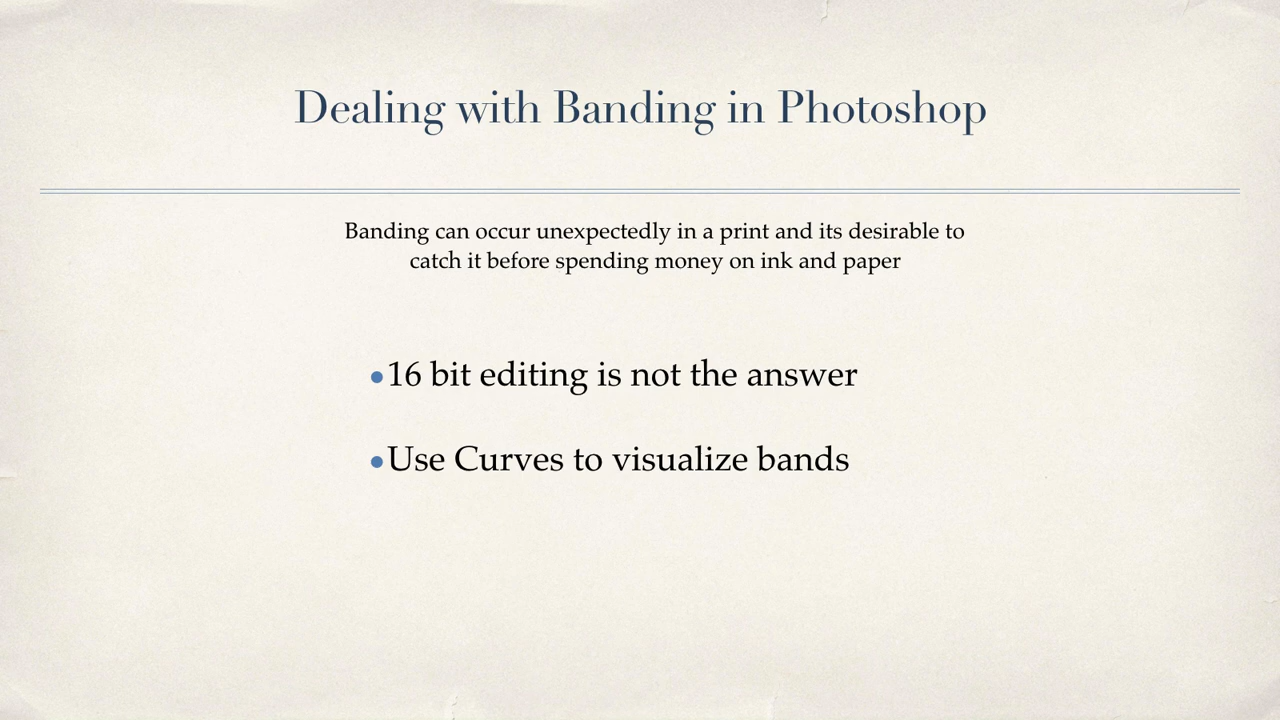 Dealing with Banding in Photoshop
Banding can occur unexpectedly in a print and its desirable to
catch it before spending money on ink and paper
•16 bit editing is not the answer
•Use Curves to visualize bands